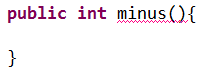 public int minus(){
}